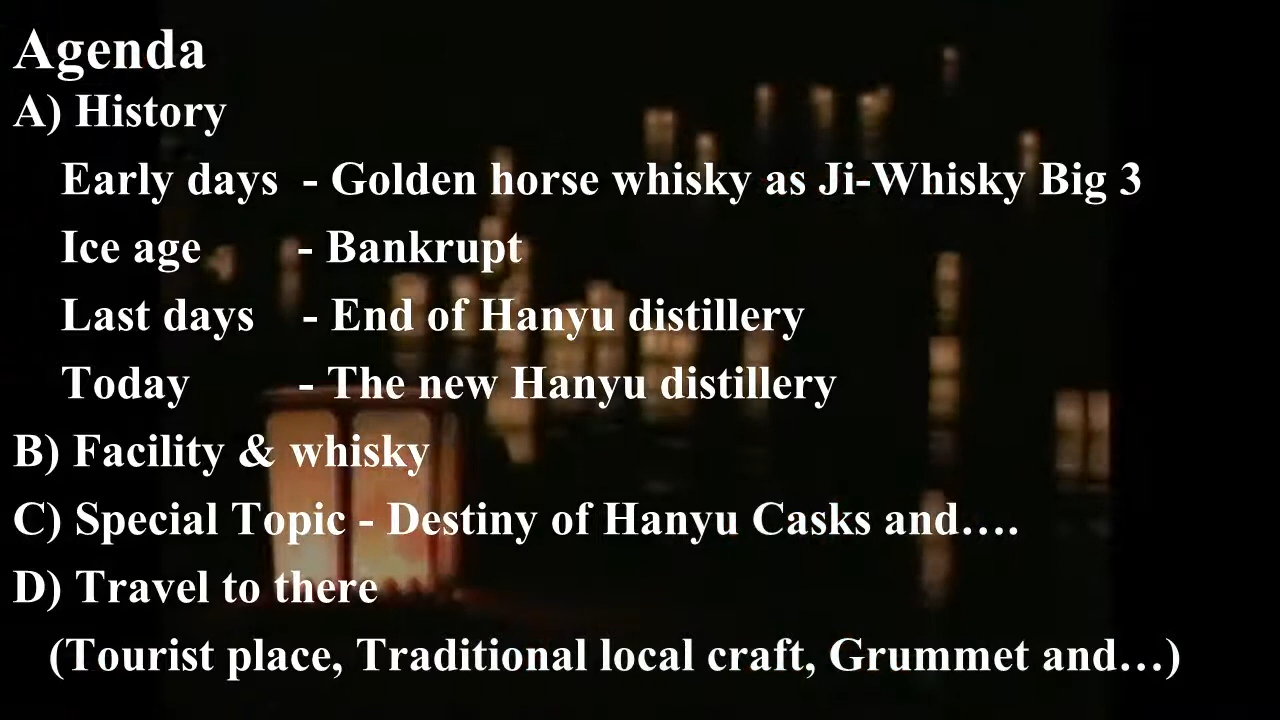 Agenda
A) History
Early days - Golden horse whisky as Ji-Whisky Big 3
Ice age - Bankrupt
Last days - End of Hanyu distillery
Today - The new Hanyu distillery
B) Facility & whisky
C) Special Topic - Destiny of Hanyu Casks and….
D) Travel to there
(Tourist place, Traditional local craft, Grummet and…)